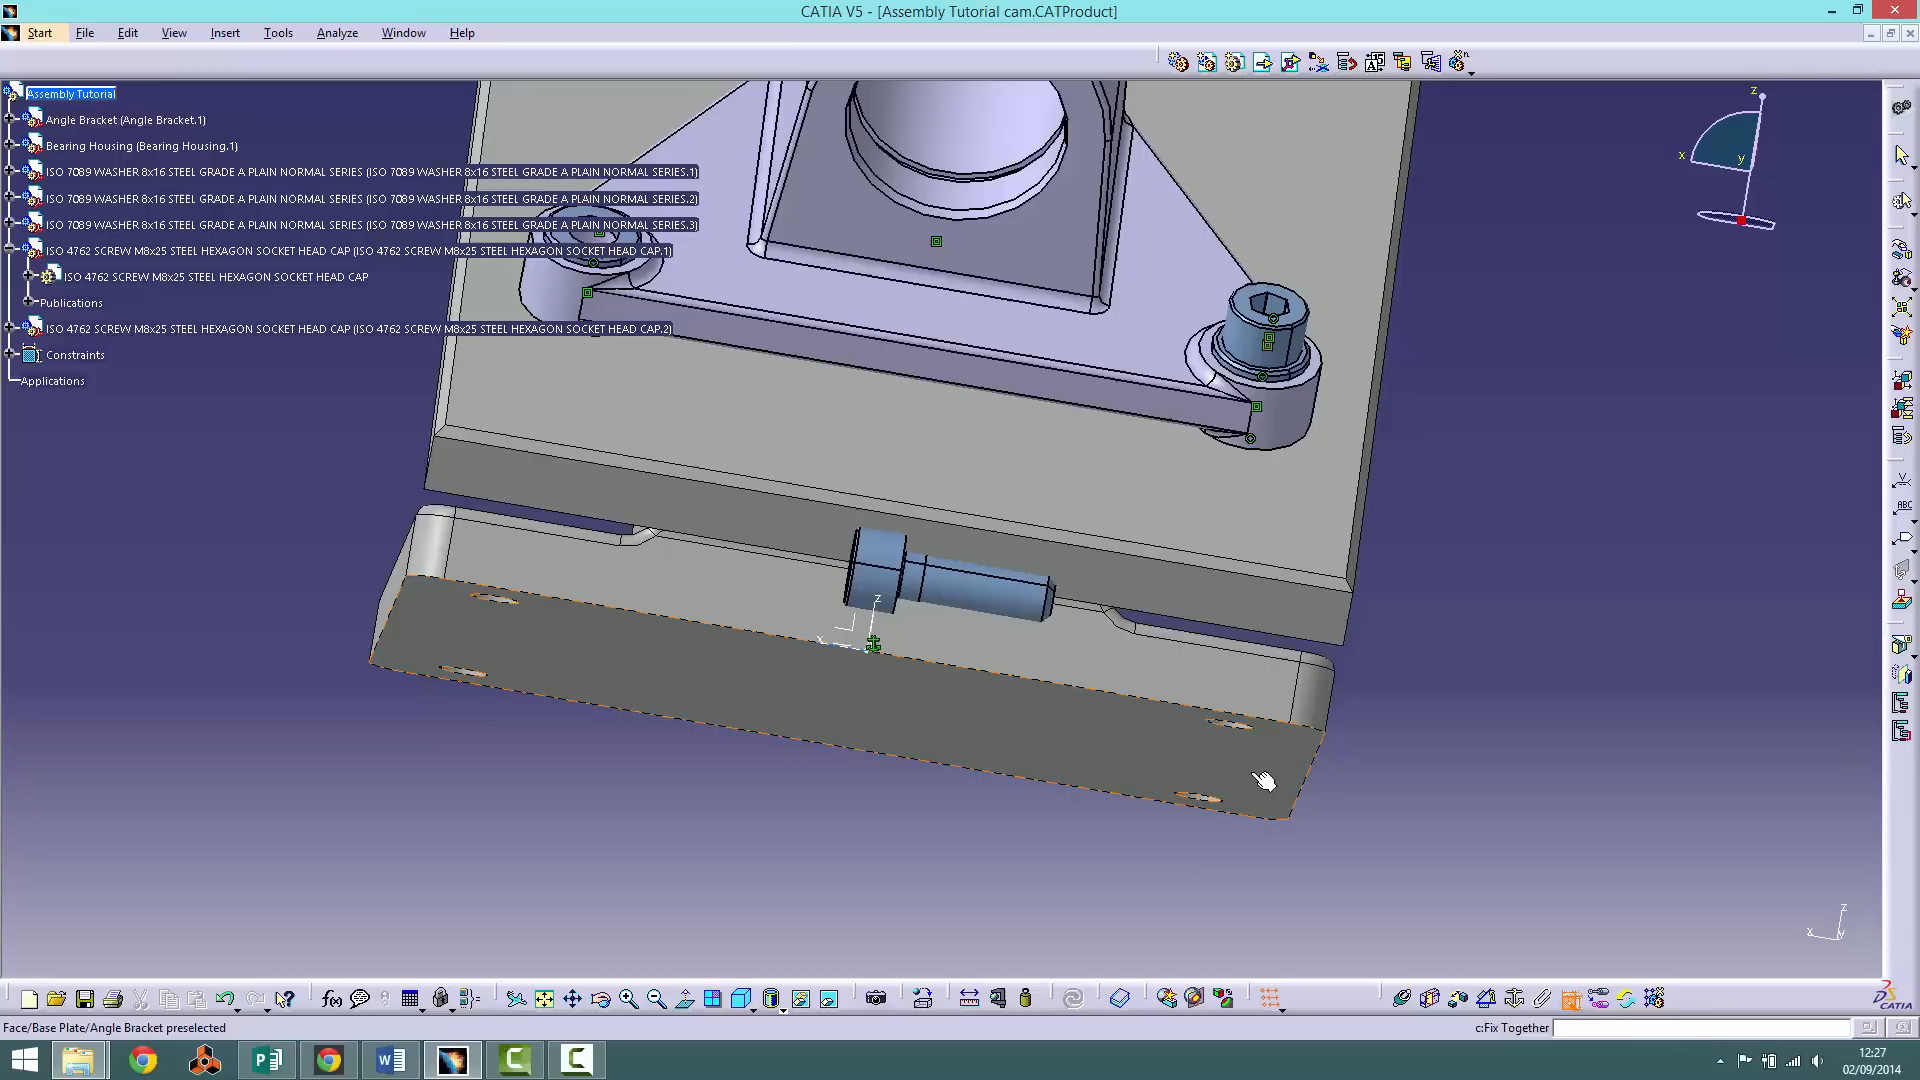 CATIA V5 - [Assembly Tutorial cam.CATProduct]
Start File Edit View Insert Tools Analyze Window Help
Assembly Tutorial
Angle Bracket (Angle Bracket.1)
Bearing Housing (Bearing Housing.1)
ISO 7089 WASHER 8x16 STEEL GRADE A PLAIN NORMAL SERIES (ISO 7089 WASHER 8x16 STEEL GRADE A PLAIN NORMAL SERIES.1)
ISO 7089 WASHER 8x16 STEEL GRADE A PLAIN NORMAL SERIES (ISO 7089 WASHER 8x16 STEEL GRADE A PLAIN NORMAL SERIES.2)
ISO 7089 WASHER 8x16 STEEL GRADE A PLAIN NORMAL SERIES (ISO 7089 WASHER 8x16 STEEL GRADE A PLAIN NORMAL SERIES.3)
ISO 4762 SCREW M8x25 STEEL HEXAGON SOCKET HEAD CAP (ISO 4762 SCREW M8x25 STEEL HEXAGON SOCKET HEAD CAP.1)
ISO 4762 SCREW M8x25 STEEL HEXAGON SOCKET HEAD CAP
Publications
ISO 4762 SCREW M8x25 STEEL HEXAGON SOCKET HEAD CAP (ISO 4762 SCREW M8x25 STEEL HEXAGON SOCKET HEAD CAP.2)
Constraints
Applications
z
x
y
ABC
z
x
z
x
y
f(x)
CATIA
Face/Base Plate/Angle Bracket preselected
c:Fix Together
12:27
02/09/2014